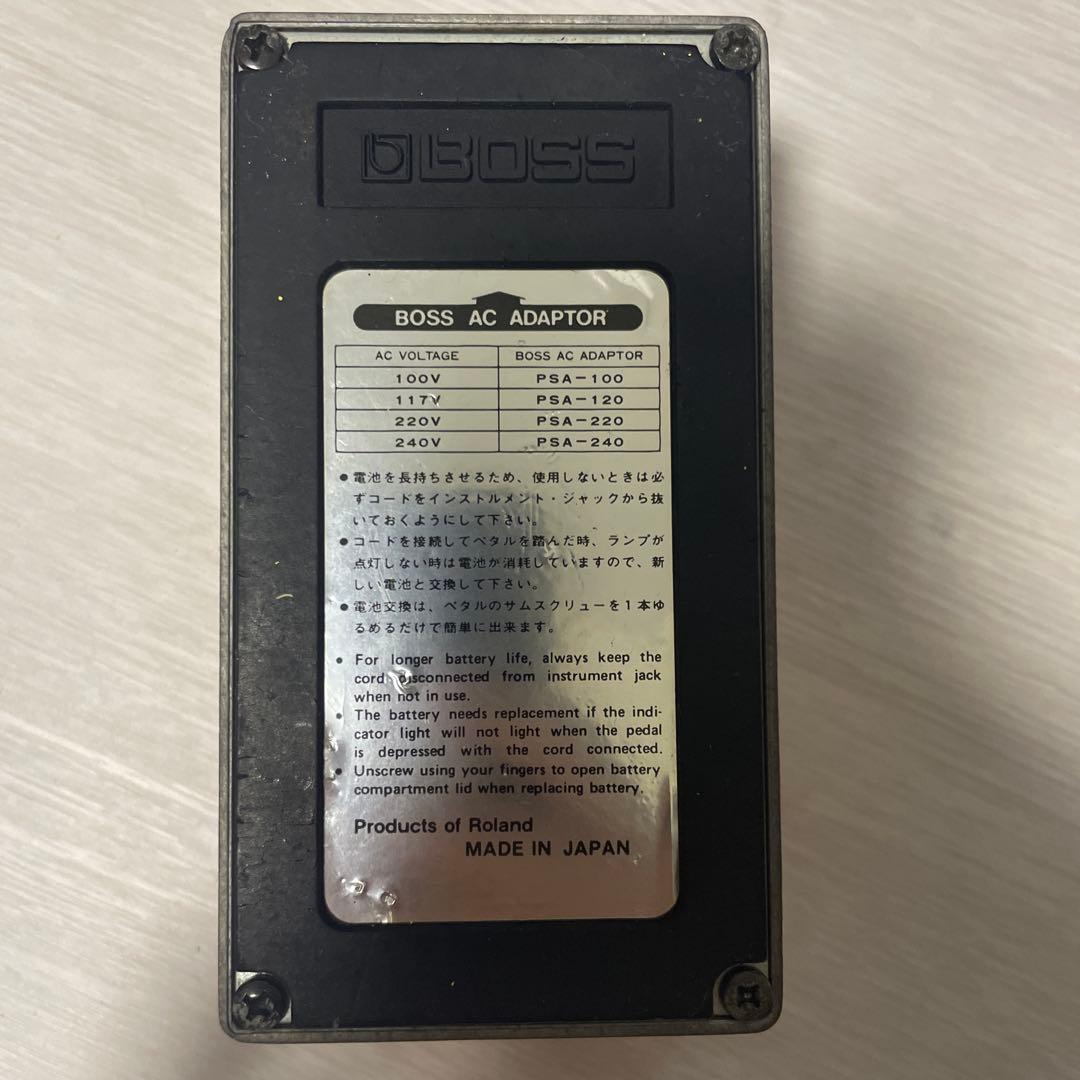 BOSS
BOSS AC ADAPTOR
AC VOLTAGE BOSS AC ADAPTOR
100V PSA-100
117V PSA-120
220V PSA-220
240V PSA-240
●電池を長持ちさせるため、使用しないときは必
ずコードをインストルメント・ジャックから抜
いておくようにして下さい。
●コードを接続してペタルを踏んだ時、ランプが
点灯しない時は電池が消耗していますので、新
しい電池と交換して下さい。
●電池交換は、ペタルのサムスクリューを1本ゆ
るめるだけで簡単に出来ます。
● For longer battery life, always keep the
cord disconnected from instrument jack
when not in use.
● The battery needs replacement if the indi-
cator light will not light when the pedal
is depressed with the cord connected.
● Unscrew using your fingers to open battery
compartment lid when replacing battery.
Products of Roland
MADE IN JAPAN